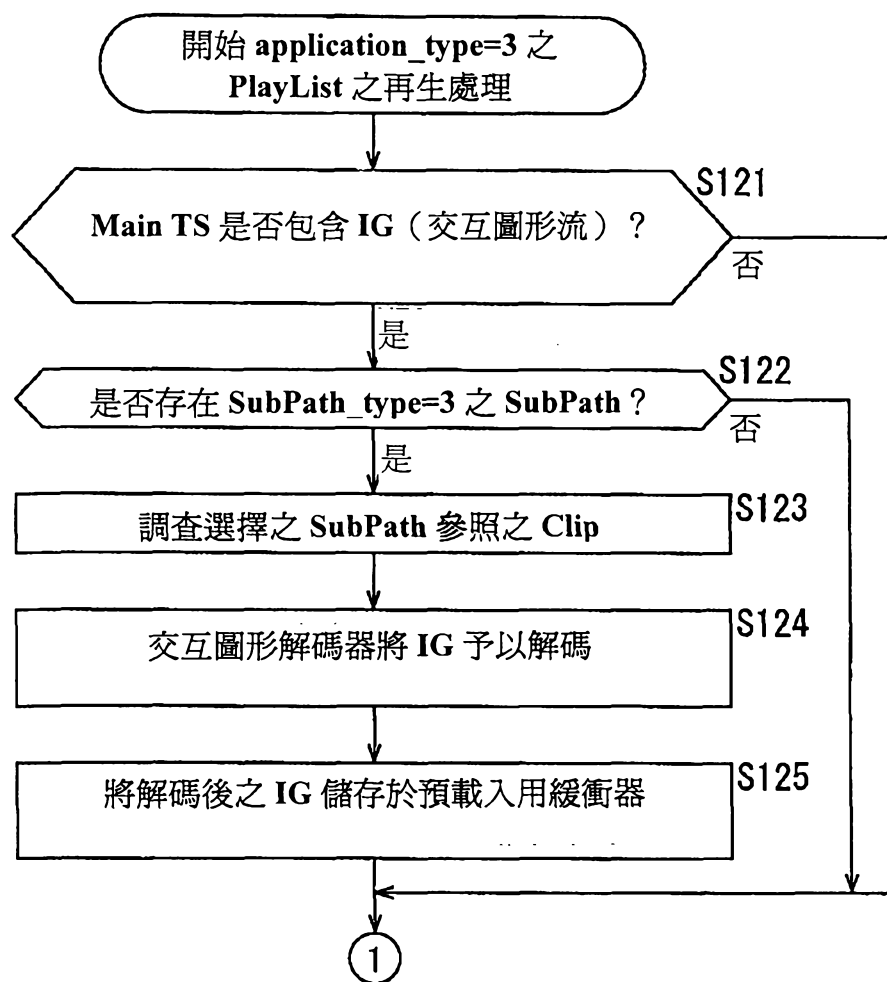 開始 application_type=3 之
PlayList 之再生處理
S121
Main TS 是否包含 IG（交互圖形流）？
否
是
S122
是否存在 SubPath_type=3 之 SubPath？
否
是
S123
調查選擇之 SubPath 參照之 Clip
S124
交互圖形解碼器將 IG 予以解碼
S125
將解碼後之 IG 儲存於預載入用緩衝器
1